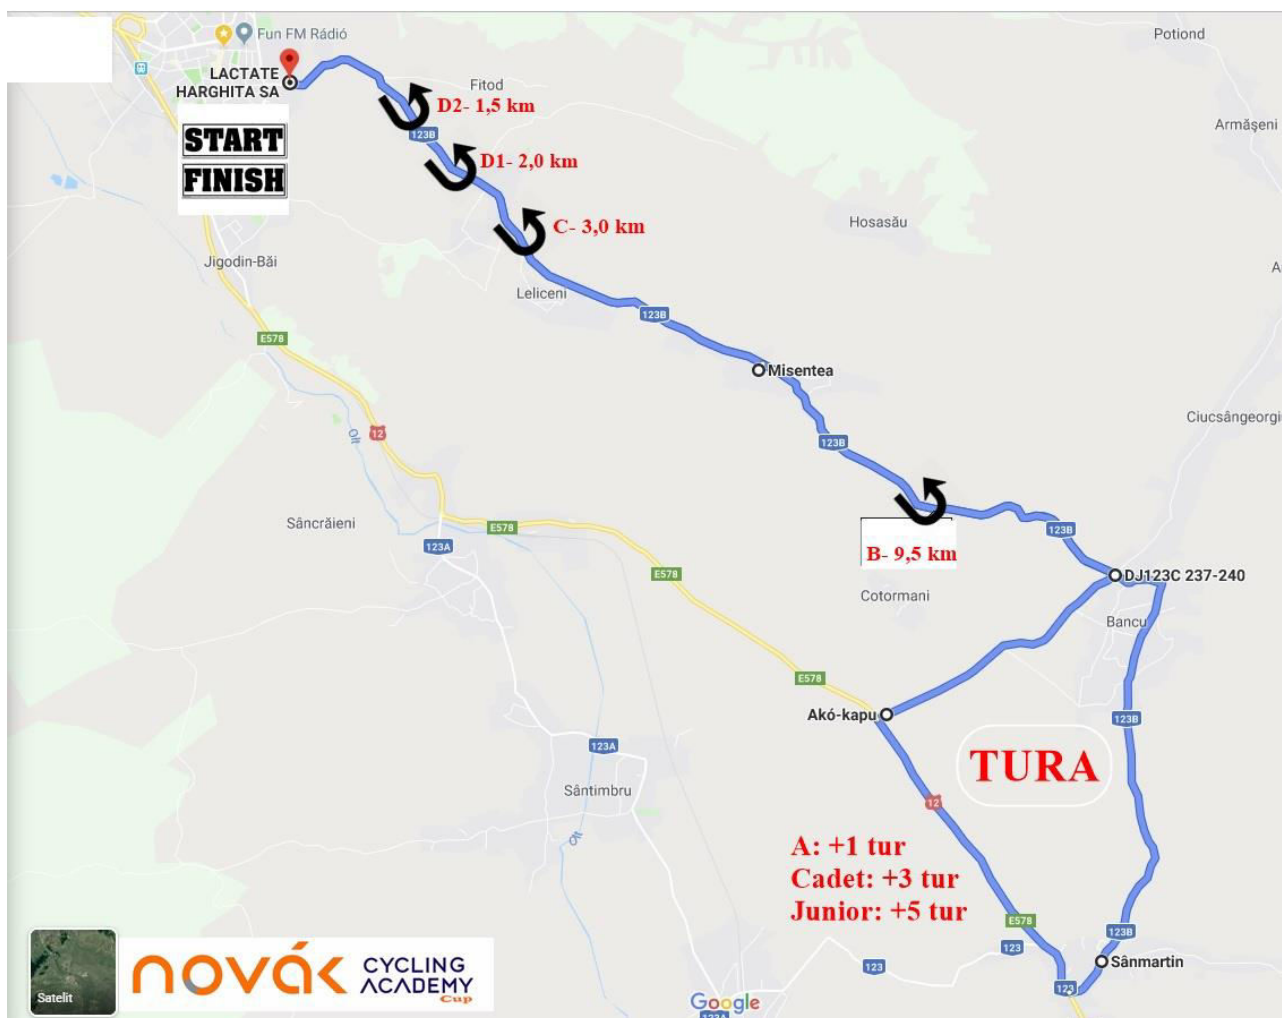 Fun FM Rádió
Potiond
LACTATE
HARGHITA SA
Fitod
D2- 1,5 km
START
FINISH
123B
Armășeni
D1- 2,0 km
C- 3,0 km
Hosasău
Jigodin-Băi
A
Leliceni
123B
E578
Misentea
Ciucsângeorgi
12
Olt
123B
Sâncrăieni
E578
123B
123A
B- 9,5 km
E578
DJ123C 237-240
Cotormani
Bancu
E578
Akó-kapu
123B
123A
TURA
Sântimbru
12
Olt
A: +1 tur
Cadet: +3 tur
Junior: +5 tur
E578
123B
123
123
Sânmartin
novák CYCLING
ACADEMY
Cup
Satelit
123
Google
123A